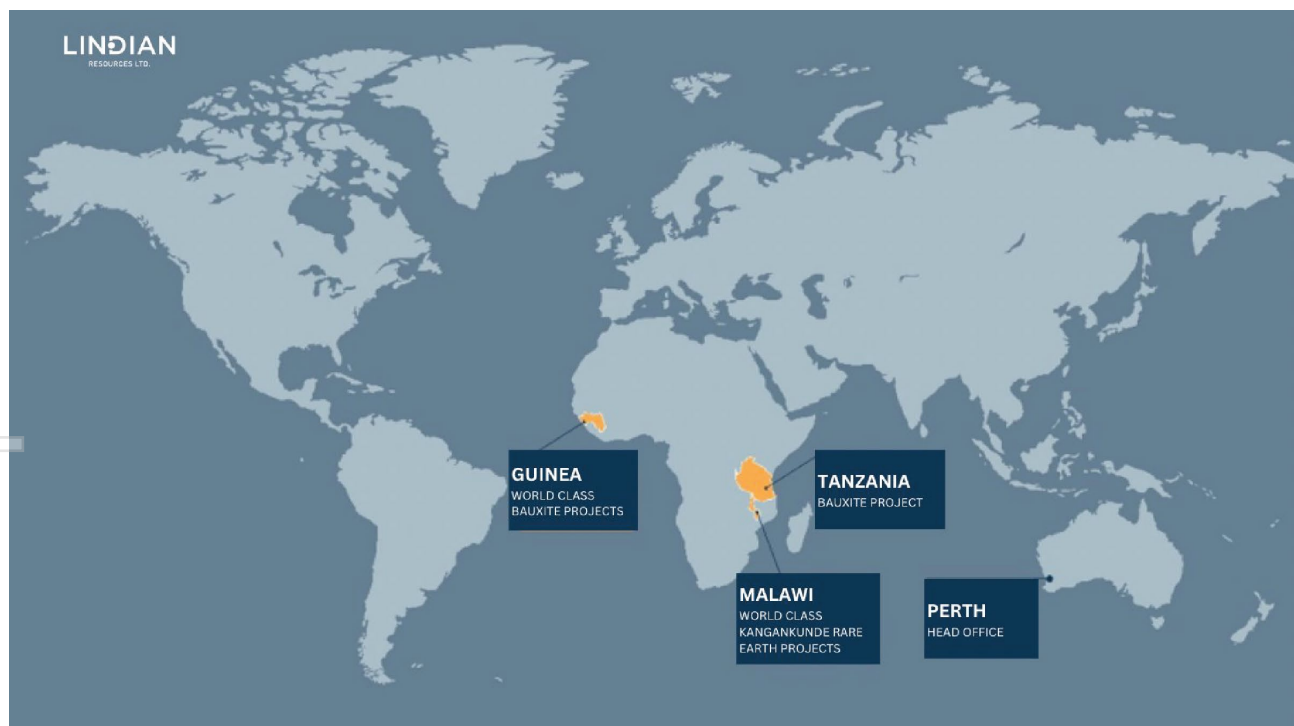 LINDIAN
RESOURCES LTD.
GUINEA
WORLD CLASS
BAUXITE PROJECTS
TANZANIA
BAUXITE PROJECT
MALAWI
WORLD CLASS
KANGANKUNDE RARE
EARTH PROJECTS
PERTH
HEAD OFFICE